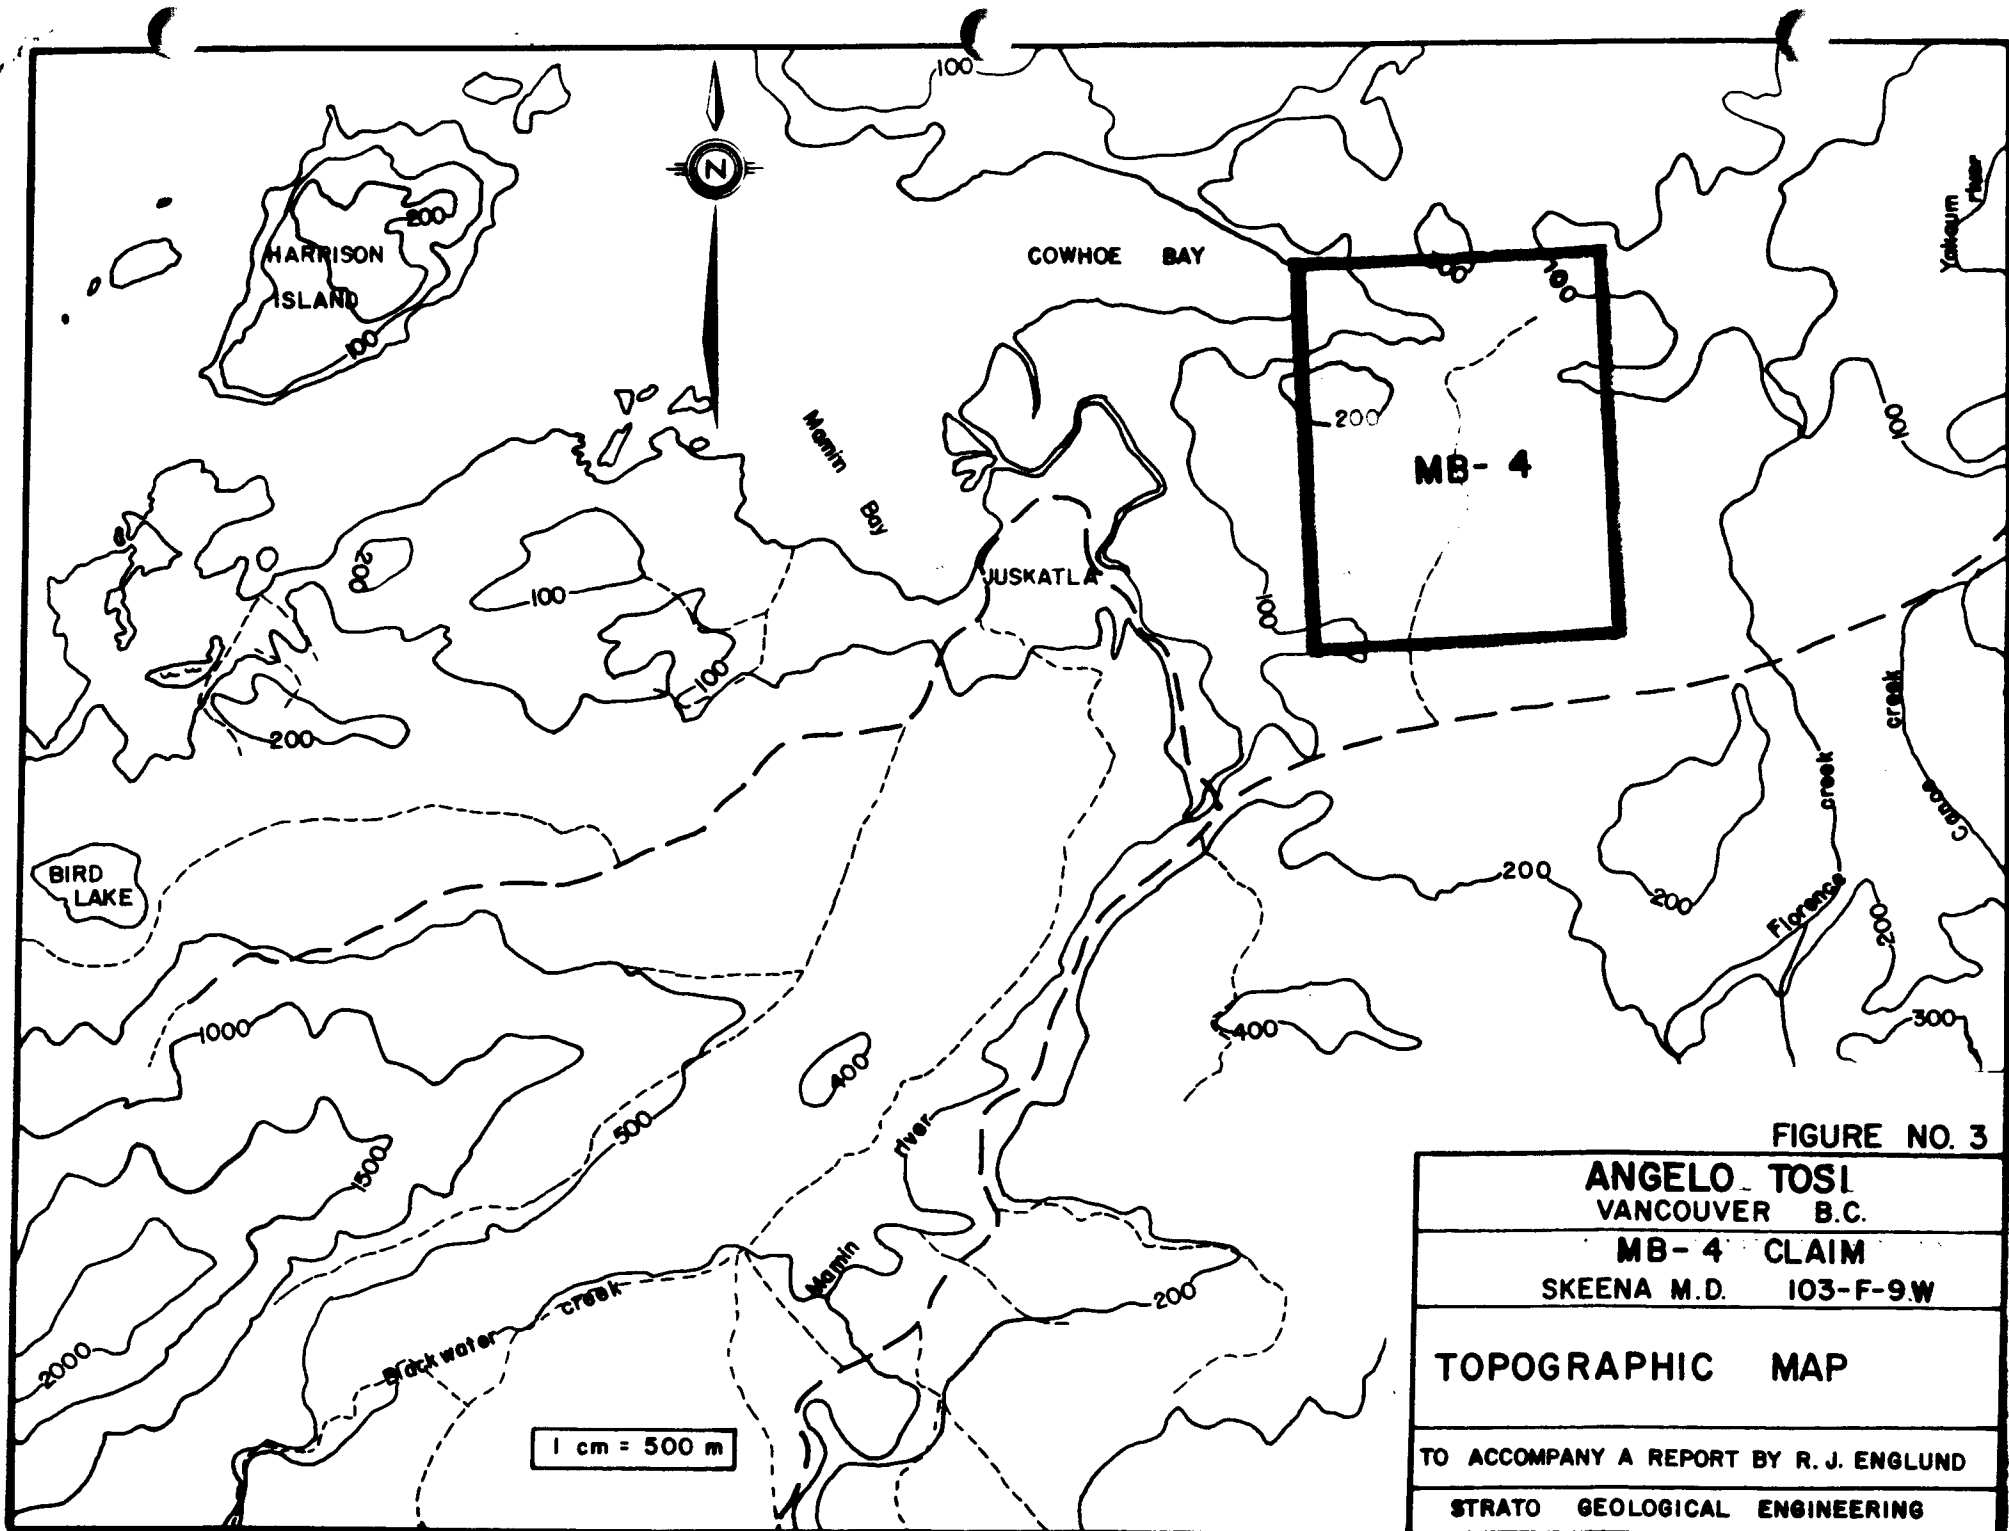 100
N
Yakoum river
200
HARRISON
ISLAND
100
COWHOE BAY
100
200
MB-4
100
Mamin Bay
200
100
JUSKATLA
100
100
200
creek
creek
Canoe
BIRD
LAKE
200
200
Florence
200
1000
400
400
300
500
river
1500
Mamin
200
2000
Blackwater creek
1 cm = 500 m
FIGURE NO. 3
ANGELO TOSI
VANCOUVER B.C.
MB-4 CLAIM
SKEENA M.D. 103-F-9W
TOPOGRAPHIC MAP
TO ACCOMPANY A REPORT BY R. J. ENGLUND
STRATO GEOLOGICAL ENGINEERING